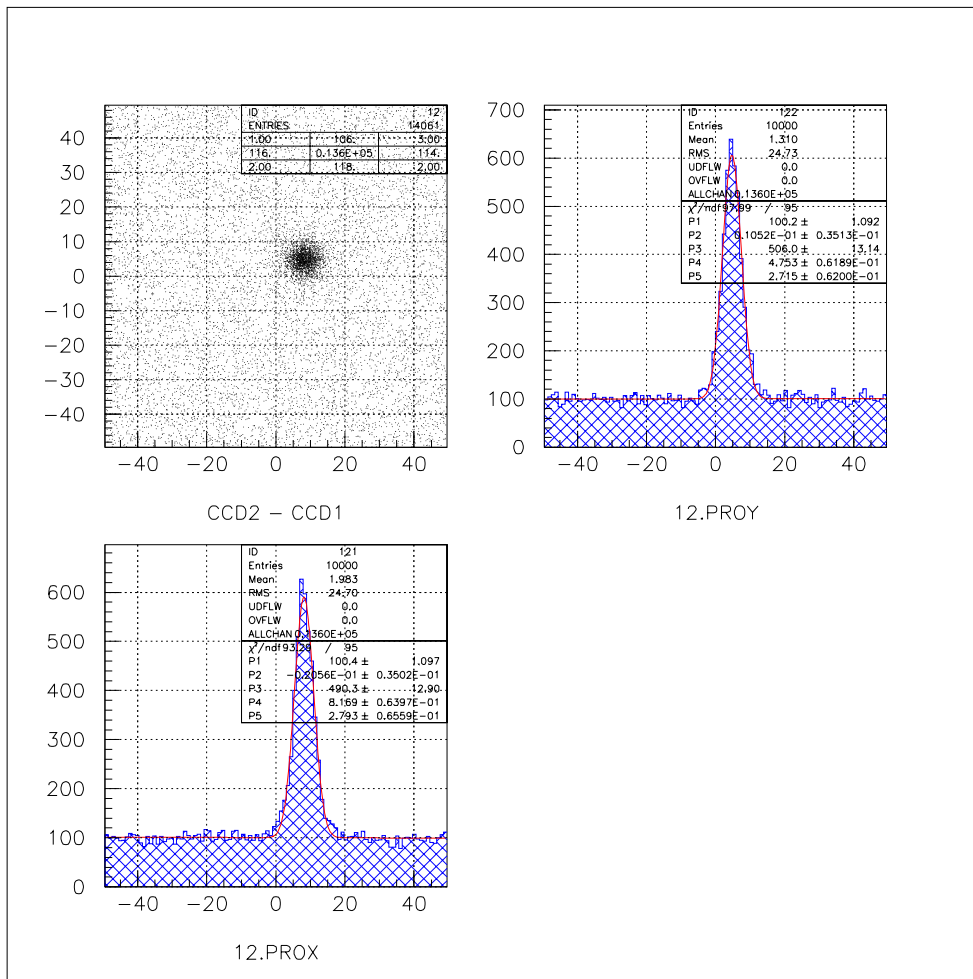 ID 12
ENTRIES 14061
1.00 106. 3.00
116. 0.136E+05 114.
2.00 118. 2.00
40
30
20
10
0
−10
−20
−30
−40
−40 −20 0 20 40
CCD2 − CCD1
ID 122
Entries 10000
Mean 1.310
RMS 24.73
UDFLW 0.0
OVFLW 0.0
ALLCHAN 0.1360E+05
χ²/ndf 97.99 / 95
P1 100.2 ± 1.092
P2 0.1052E−01 ± 0.3513E−01
P3 506.0 ± 13.14
P4 4.753 ± 0.6189E−01
P5 2.715 ± 0.6200E−01
700
600
500
400
300
200
100
0
−40 −20 0 20 40
12.PROY
ID 121
Entries 10000
Mean 1.983
RMS 24.70
UDFLW 0.0
OVFLW 0.0
ALLCHAN 0.1360E+05
χ²/ndf / 95
P1 100.4 ± 1.097
P2 −0.2056E−01 ± 0.3502E−01
P3 490.3 ± 12.90
P4 8.169 ± 0.6397E−01
P5 2.793 ± 0.6559E−01
600
500
400
300
200
100
0
−40 −20 0 20 40
12.PROX